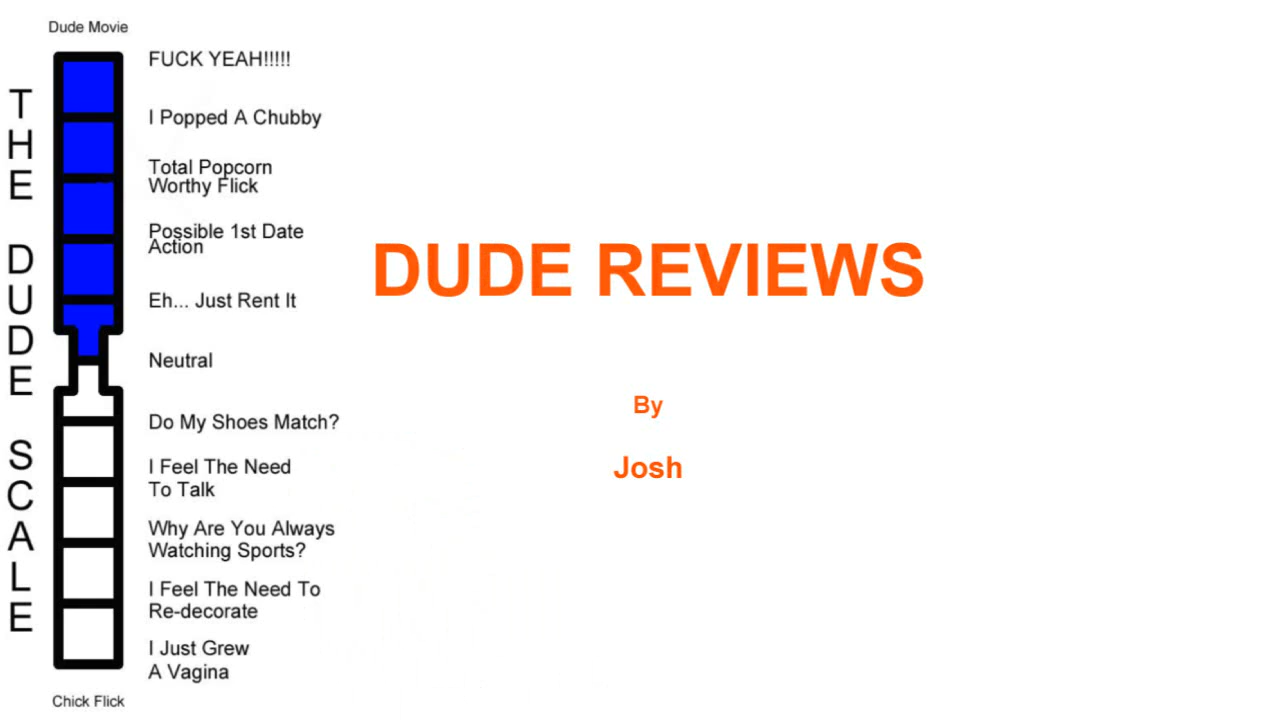 Dude Movie
THE DUDE SCALE
FUCK YEAH!!!!!
I Popped A Chubby
Total Popcorn
Worthy Flick
Possible 1st Date
Action
Eh... Just Rent It
Neutral
Do My Shoes Match?
I Feel The Need
To Talk
Why Are You Always
Watching Sports?
I Feel The Need To
Re-decorate
I Just Grew
A Vagina
Chick Flick
DUDE REVIEWS
By
Josh